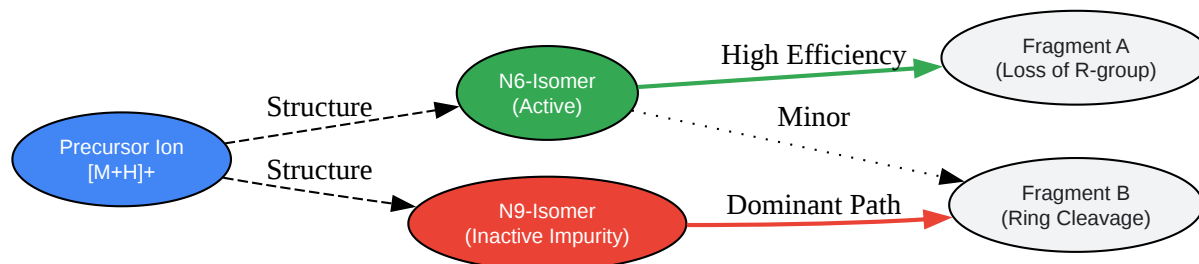 Precursor Ion
[M+H]+
Structure
Structure
N6-Isomer
(Active)
N9-Isomer
(Inactive Impurity)
High Efficiency
Minor
Dominant Path
Fragment A
(Loss of R-group)
Fragment B
(Ring Cleavage)